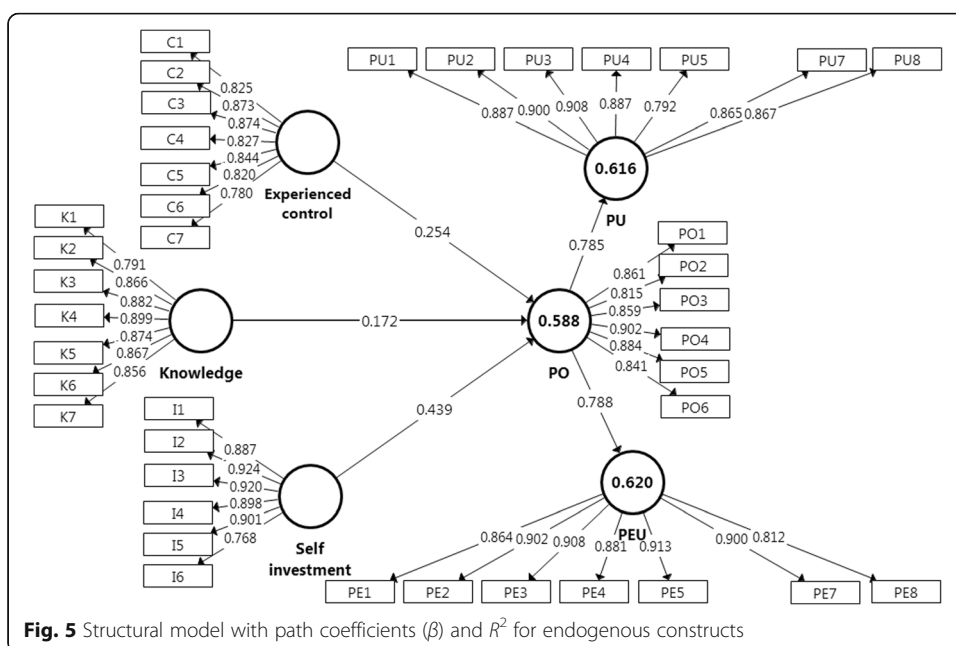 C1
C2
C3
C4
C5
C6
C7
0.825
0.873
0.874
0.827
0.844
0.820
0.780
Experienced
control
PU1
PU2
PU3
PU4
PU5
PU7
PU8
0.887
0.900
0.908
0.887
0.792
0.865
0.867
0.616
PU
K1
K2
K3
K4
K5
K6
K7
0.791
0.866
0.882
0.899
0.874
0.867
0.856
Knowledge
0.254
0.172
0.439
0.785
0.588
PO
0.788
PO1
PO2
PO3
PO4
PO5
PO6
0.861
0.815
0.859
0.902
0.884
0.841
I1
I2
I3
I4
I5
I6
0.887
0.924
0.920
0.898
0.901
0.768
Self
investment
0.620
PEU
0.864
0.902
0.908
0.881
0.913
0.900
0.812
PE1
PE2
PE3
PE4
PE5
PE7
PE8
Fig. 5 Structural model with path coefficients (β) and R² for endogenous constructs